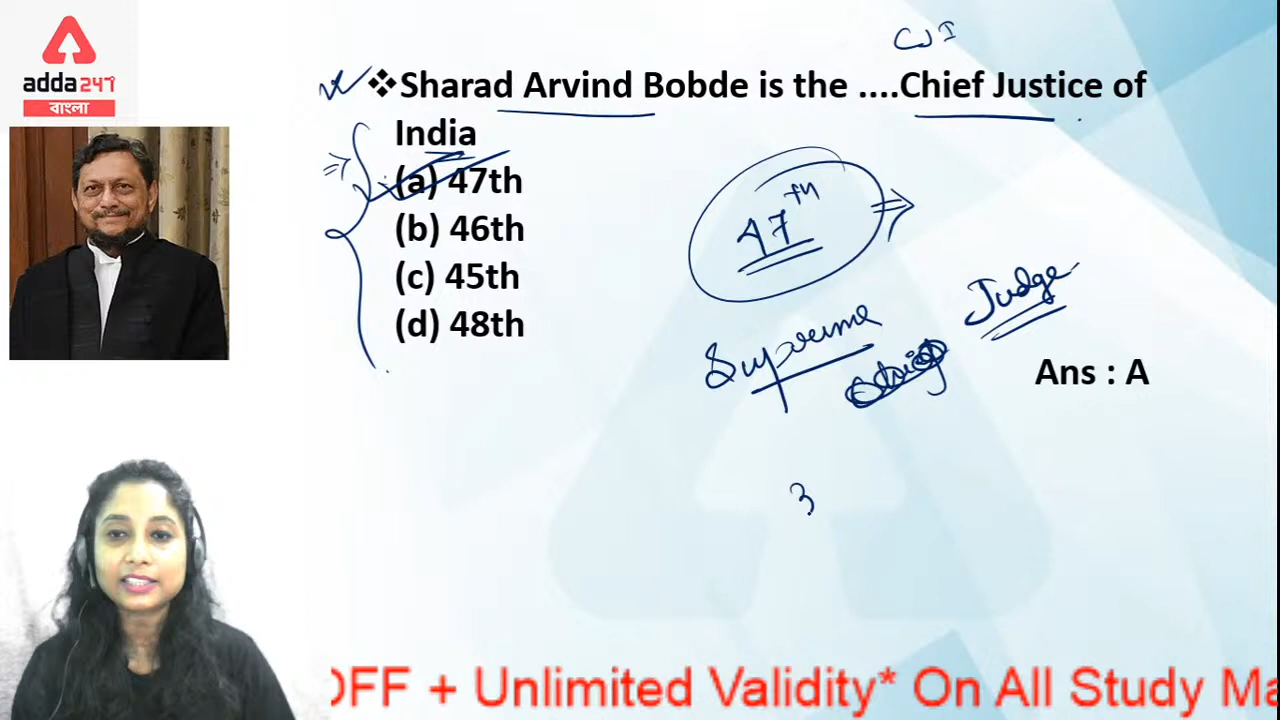 adda247
বাংলা
CJI
❖Sharad Arvind Bobde is the ....Chief Justice of
India
(a) 47th
(b) 46th
(c) 45th
(d) 48th
47th
Supreme
Judge
Ans : A
3
OFF + Unlimited Validity* On All Study Ma